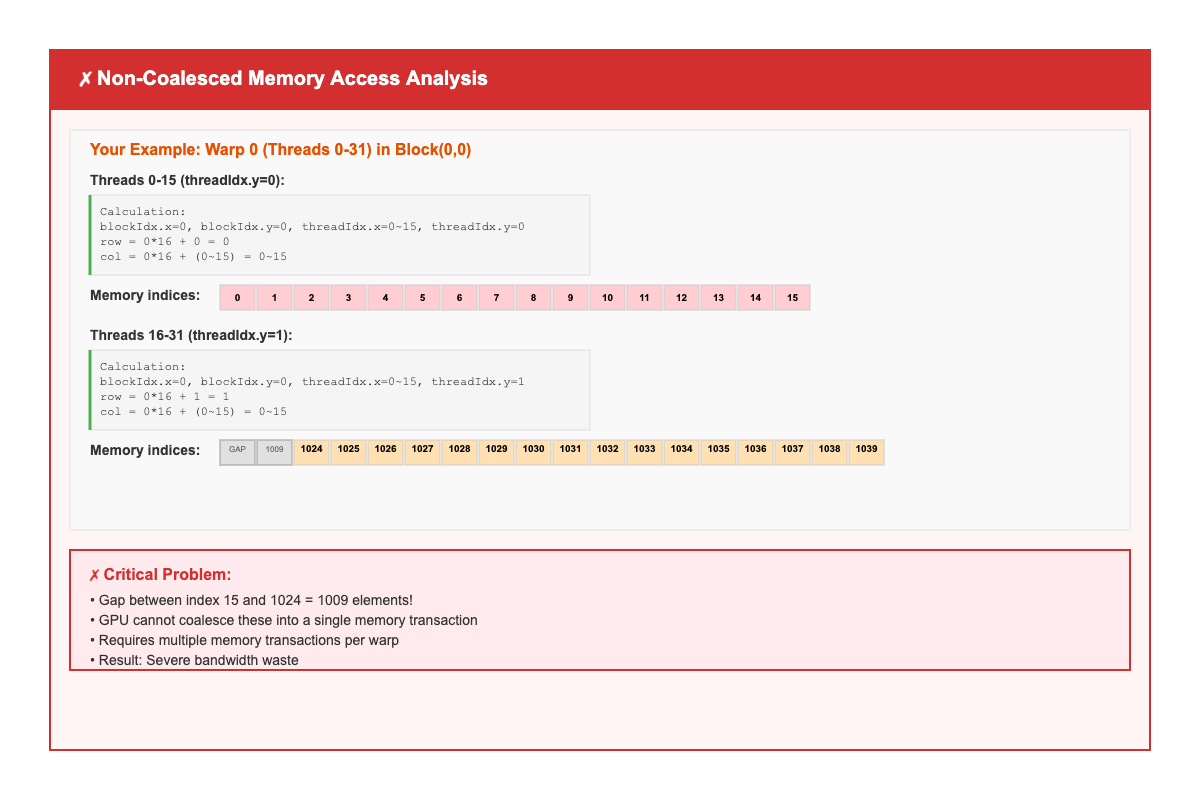 ✗ Non-Coalesced Memory Access Analysis
Your Example: Warp 0 (Threads 0-31) in Block(0,0)
Threads 0-15 (threadIdx.y=0):
Calculation:
blockIdx.x=0, blockIdx.y=0, threadIdx.x=0~15, threadIdx.y=0
row = 0*16 + 0 = 0
col = 0*16 + (0~15) = 0~15
Memory indices: 0 1 2 3 4 5 6 7 8 9 10 11 12 13 14 15
Threads 16-31 (threadIdx.y=1):
Calculation:
blockIdx.x=0, blockIdx.y=0, threadIdx.x=0~15, threadIdx.y=1
row = 0*16 + 1 = 1
col = 0*16 + (0~15) = 0~15
Memory indices: GAP 1009 1024 1025 1026 1027 1028 1029 1030 1031 1032 1033 1034 1035 1036 1037 1038 1039
✗ Critical Problem:
• Gap between index 15 and 1024 = 1009 elements!
• GPU cannot coalesce these into a single memory transaction
• Requires multiple memory transactions per warp
• Result: Severe bandwidth waste